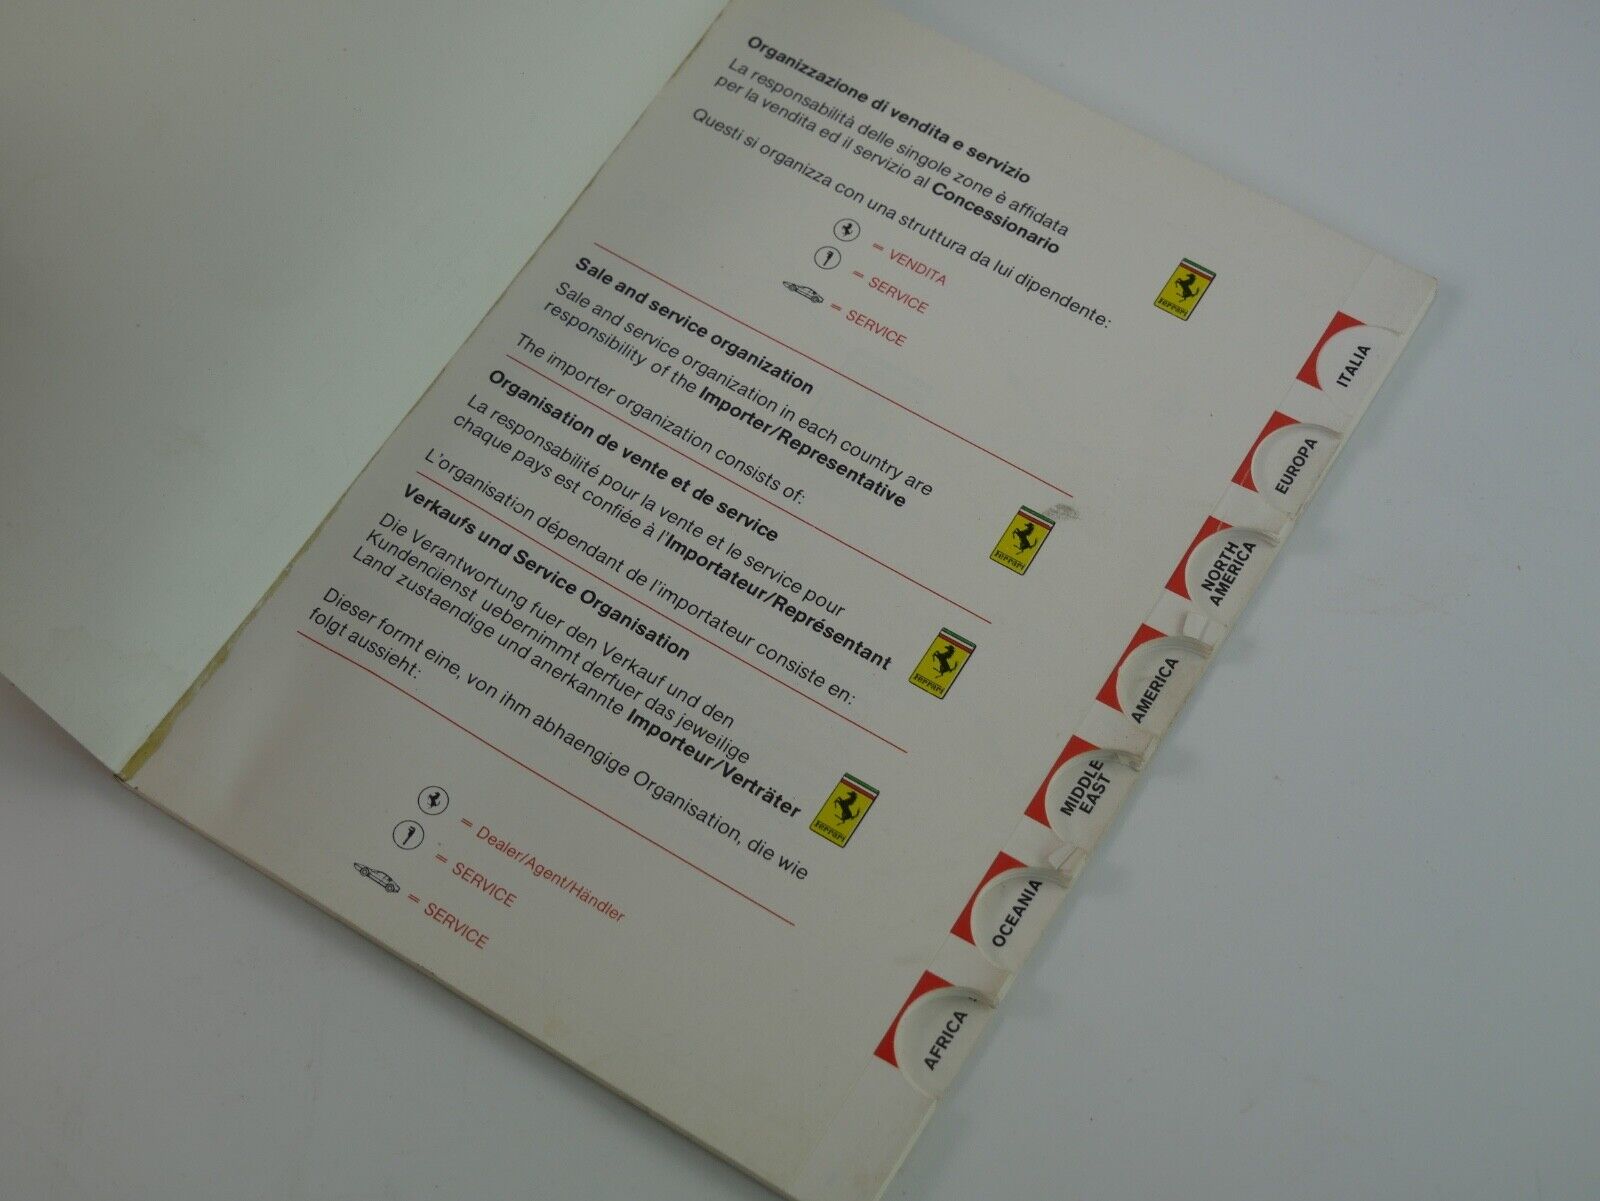 Organizzazione di vendita e servizio
La responsabilità delle singole zone è affidata
per la vendita ed il servizio al Concessionario
Ferrari
Questi si organizza con una struttura da lui dipendente:
= VENDITA
= SERVICE
= SERVICE
Sale and service organization
Sale and service organization in each country are
responsibility of the Importer/Representative
Ferrari
The importer organization consists of:
Organisation de vente et de service
La responsabilité pour la vente et le service pour
chaque pays est confiée à l'Importateur/Représentant
Ferrari
L'organisation dépendant de l'importateur consiste en:
Verkaufs und Service Organisation
Die Verantwortung fuer den Verkauf und den
Kundendienst uebernimmt derfuer das jeweilige
Land zustaendige und anerkannte Importeur/Verträter
Ferrari
Dieser formt eine, von ihm abhaengige Organisation, die wie
folgt aussieht:
= Dealer/Agent/Händler
= SERVICE
= SERVICE
ITALIA
EUROPA
NORTH
AMERICA
AMERICA
MIDDLE
EAST
OCEANIA
AFRICA